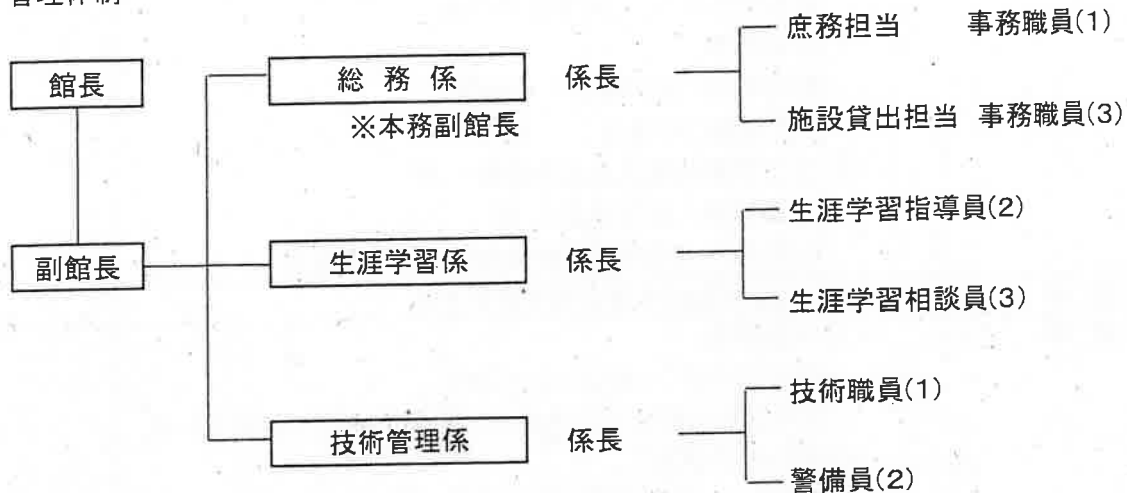 管理体制
館長
副館長
総務係 係長
※本務副館長
庶務担当 事務職員(1)
施設貸出担当 事務職員(3)
生涯学習係 係長
生涯学習指導員(2)
生涯学習相談員(3)
技術管理係 係長
技術職員(1)
警備員(2)